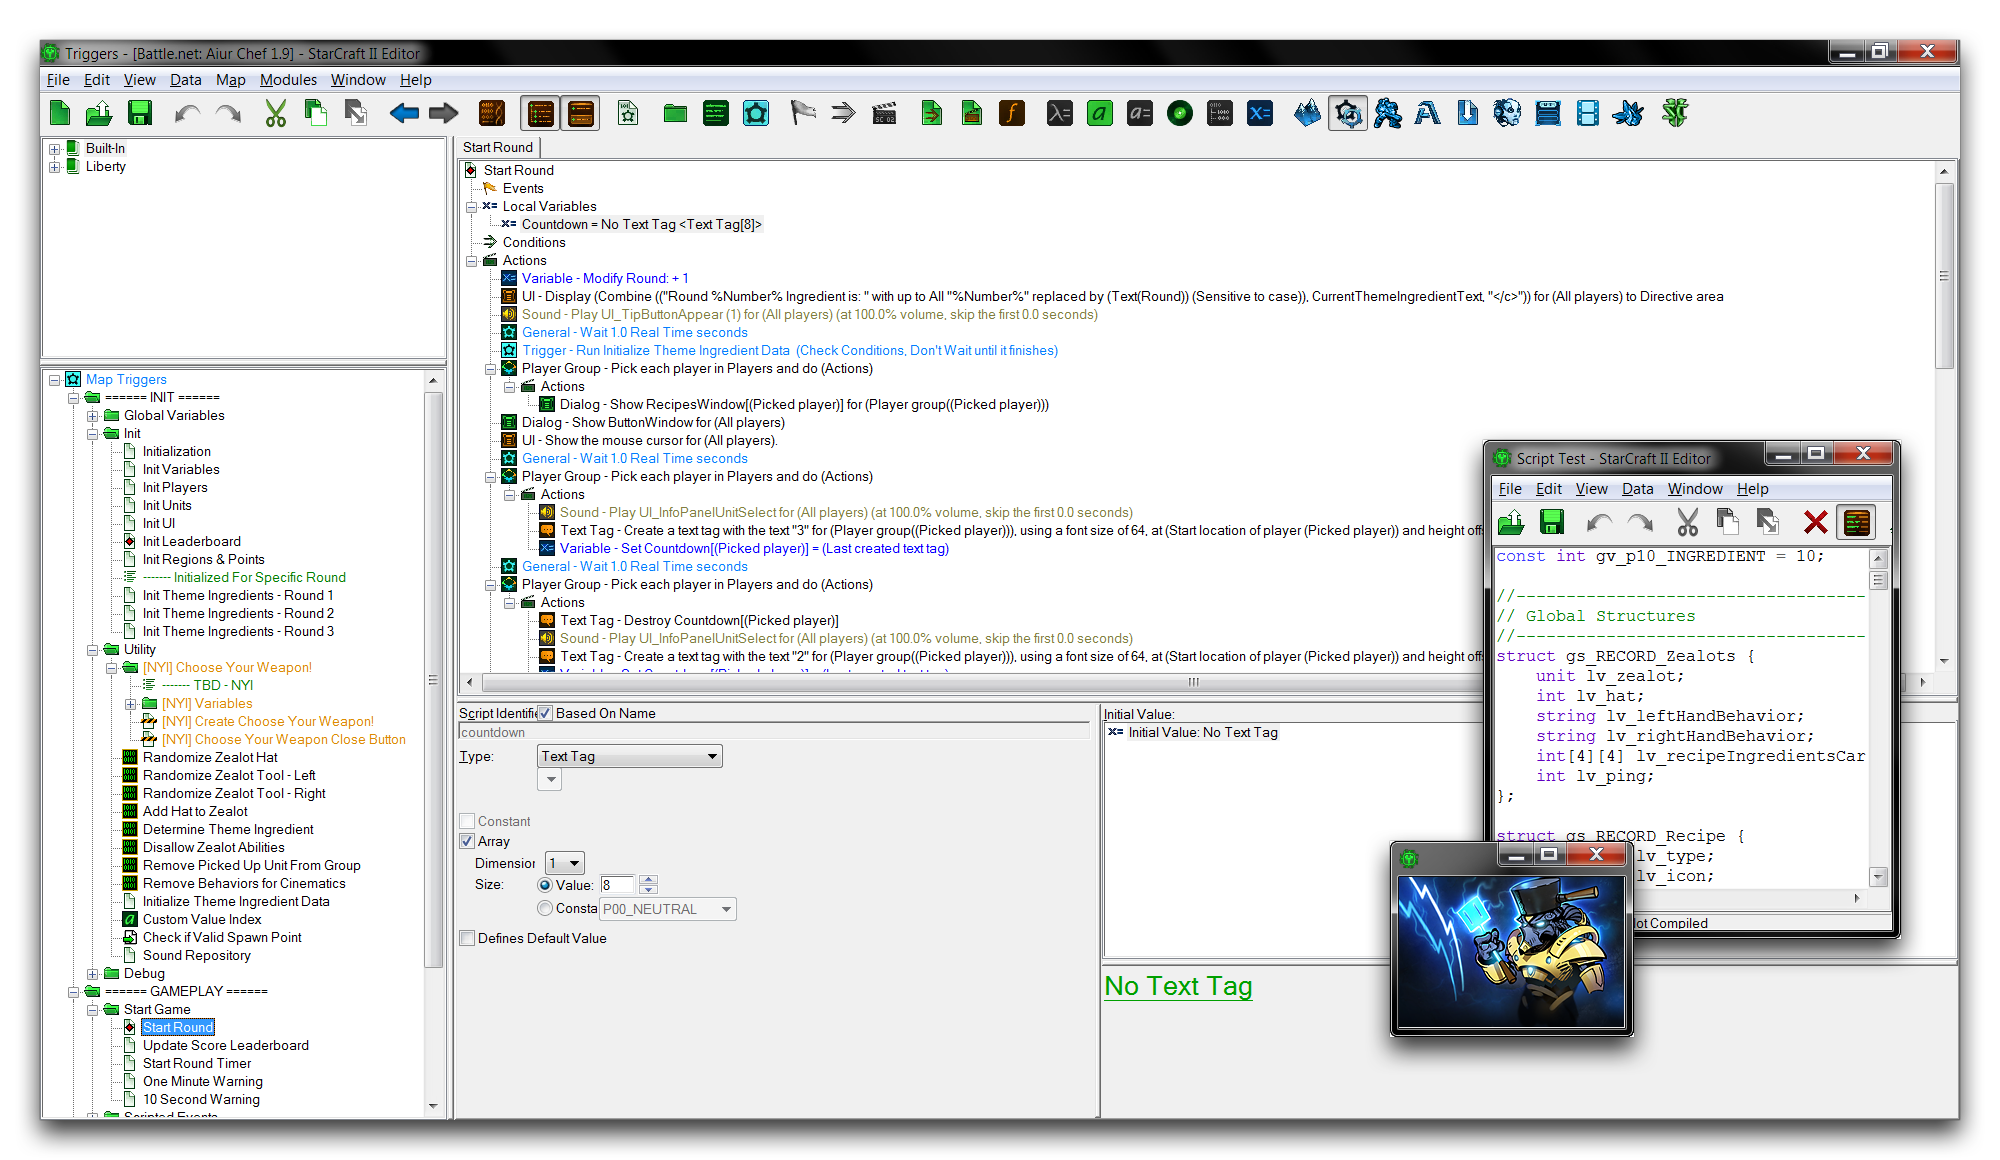 Triggers - [Battle.net: Aiur Chef 1.9] - StarCraft II Editor
File Edit View Data Map Modules Window Help
Built-In
Liberty
Map Triggers
====== INIT ======
Global Variables
Init
Initialization
Init Variables
Init Players
Init Units
Init UI
Init Leaderboard
Init Regions & Points
------- Initialized For Specific Round
Init Theme Ingredients - Round 1
Init Theme Ingredients - Round 2
Init Theme Ingredients - Round 3
Utility
[NYI] Choose Your Weapon!
------- TBD - NYI
[NYI] Variables
[NYI] Create Choose Your Weapon!
[NYI] Choose Your Weapon Close Button
Randomize Zealot Hat
Randomize Zealot Tool - Left
Randomize Zealot Tool - Right
Add Hat to Zealot
Determine Theme Ingredient
Disallow Zealot Abilities
Remove Picked Up Unit From Group
Remove Behaviors for Cinematics
Initialize Theme Ingredient Data
Custom Value Index
Check if Valid Spawn Point
Sound Repository
Debug
====== GAMEPLAY ======
Start Game
Start Round
Update Score Leaderboard
Start Round Timer
One Minute Warning
10 Second Warning
Scripted Events
Start Round
Start Round
Events
Local Variables
Countdown = No Text Tag <Text Tag[8]>
Conditions
Actions
Variable - Modify Round: + 1
UI - Display (Combine (("Round %Number% Ingredient is: " with up to All "%Number%" replaced by (Text(Round)) (Sensitive to case)), CurrentThemeIngredientText, "</c>")) for (All players) to Directive area
Sound - Play UI_TipButtonAppear (1) for (All players) (at 100.0% volume, skip the first 0.0 seconds)
General - Wait 1.0 Real Time seconds
Trigger - Run Initialize Theme Ingredient Data  (Check Conditions, Don't Wait until it finishes)
Player Group - Pick each player in Players and do (Actions)
Actions
Dialog - Show RecipesWindow[(Picked player)] for (Player group((Picked player)))
Dialog - Show ButtonWindow for (All players)
UI - Show the mouse cursor for (All players).
General - Wait 1.0 Real Time seconds
Player Group - Pick each player in Players and do (Actions)
Actions
Sound - Play UI_InfoPanelUnitSelect for (All players) (at 100.0% volume, skip the first 0.0 seconds)
Text Tag - Create a text tag with the text "3" for (Player group((Picked player))), using a font size of 64, at (Start location of player (Picked player)) and height off
Variable - Set Countdown[(Picked player)] = (Last created text tag)
General - Wait 1.0 Real Time seconds
Player Group - Pick each player in Players and do (Actions)
Actions
Text Tag - Destroy Countdown[(Picked player)]
Sound - Play UI_InfoPanelUnitSelect for (All players) (at 100.0% volume, skip the first 0.0 seconds)
Text Tag - Create a text tag with the text "2" for (Player group((Picked player))), using a font size of 64, at (Start location of player (Picked player)) and height off
Script Identifi Based On Name
countdown
Type: Text Tag
Constant
Array
Dimension 1
Size: Value: 8
Consta P00_NEUTRAL
Defines Default Value
Initial Value:
Initial Value: No Text Tag
No Text Tag
Script Test - StarCraft II Editor
File Edit View Data Window Help
const int gv_p10_INGREDIENT = 10;
//-----------------------------------
// Global Structures
//-----------------------------------
struct gs_RECORD_Zealots {
unit lv_zealot;
int lv_hat;
string lv_leftHandBehavior;
string lv_rightHandBehavior;
int[4][4] lv_recipeIngredientsCar
int lv_ping;
};
struct gs_RECORD_Recipe {
lv_type;
lv_icon;
ot Compiled